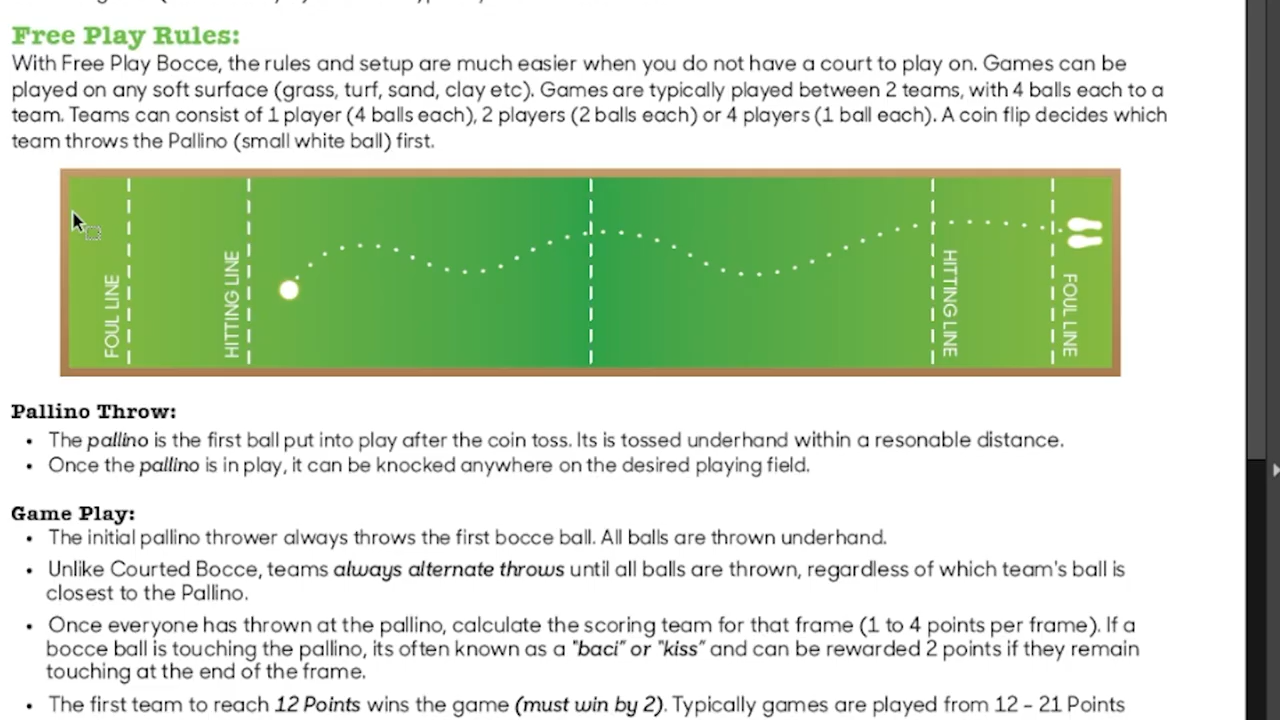 Free Play Rules:
With Free Play Bocce, the rules and setup are much easier when you do not have a court to play on. Games can be
played on any soft surface (grass, turf, sand, clay etc). Games are typically played between 2 teams, with 4 balls each to a
team. Teams can consist of 1 player (4 balls each), 2 players (2 balls each) or 4 players (1 ball each). A coin flip decides which
team throws the Pallino (small white ball) first.
FOUL LINE
HITTING LINE
HITTING LINE
FOUL LINE
Pallino Throw:
• The pallino is the first ball put into play after the coin toss. Its is tossed underhand within a resonable distance.
• Once the pallino is in play, it can be knocked anywhere on the desired playing field.
Game Play:
• The initial pallino thrower always throws the first bocce ball. All balls are thrown underhand.
• Unlike Courted Bocce, teams always alternate throws until all balls are thrown, regardless of which team's ball is
closest to the Pallino.
• Once everyone has thrown at the pallino, calculate the scoring team for that frame (1 to 4 points per frame). If a
bocce ball is touching the pallino, its often known as a "baci" or "kiss" and can be rewarded 2 points if they remain
touching at the end of the frame.
• The first team to reach 12 Points wins the game (must win by 2). Typically games are played from 12 - 21 Points